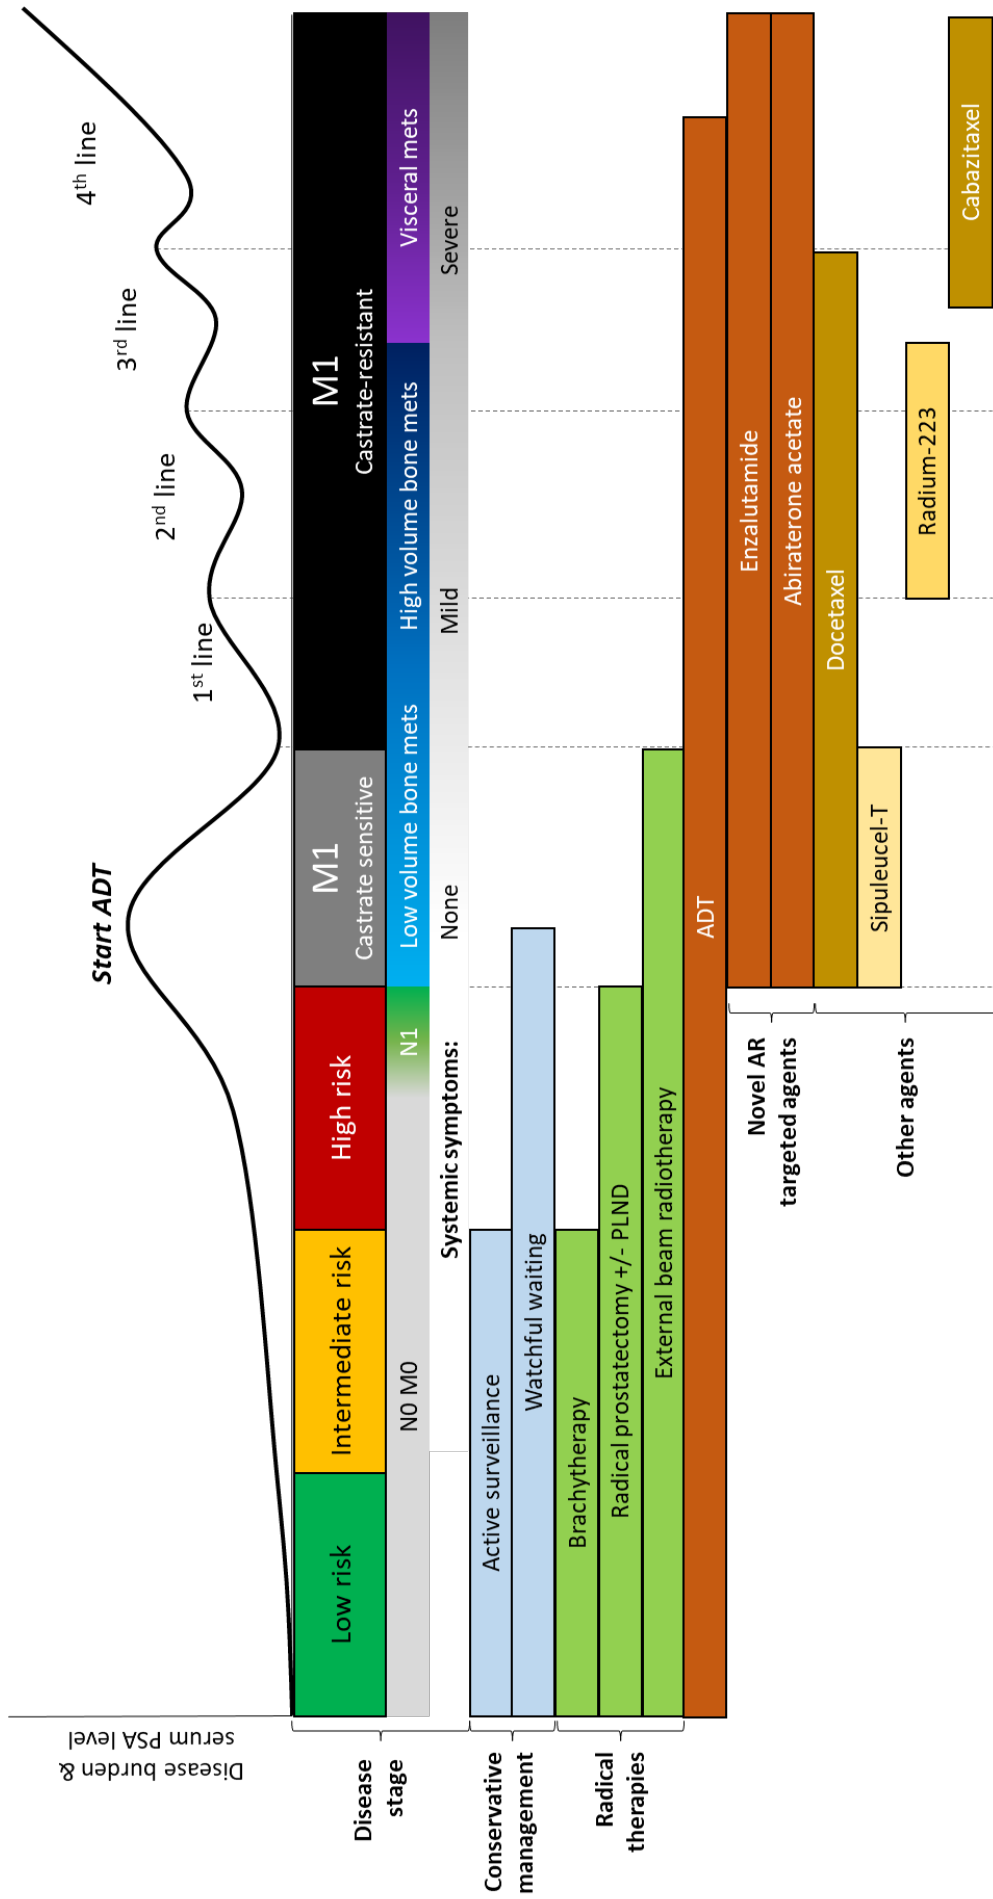 Disease burden &
serum PSA level
Start ADT
1st line
2nd line
3rd line
4th line
Disease
stage
Low risk
Intermediate risk
High risk
M1
Castrate sensitive
M1
Castrate-resistant
N0 M0
N1
Low volume bone mets
High volume bone mets
Visceral mets
Systemic symptoms:
None
Mild
Severe
Conservative
management
Active surveillance
Watchful waiting
Radical
therapies
Brachytherapy
Radical prostatectomy +/- PLND
External beam radiotherapy
ADT
Novel AR
targeted agents
Enzalutamide
Abiraterone acetate
Other agents
Docetaxel
Sipuleucel-T
Radium-223
Cabazitaxel